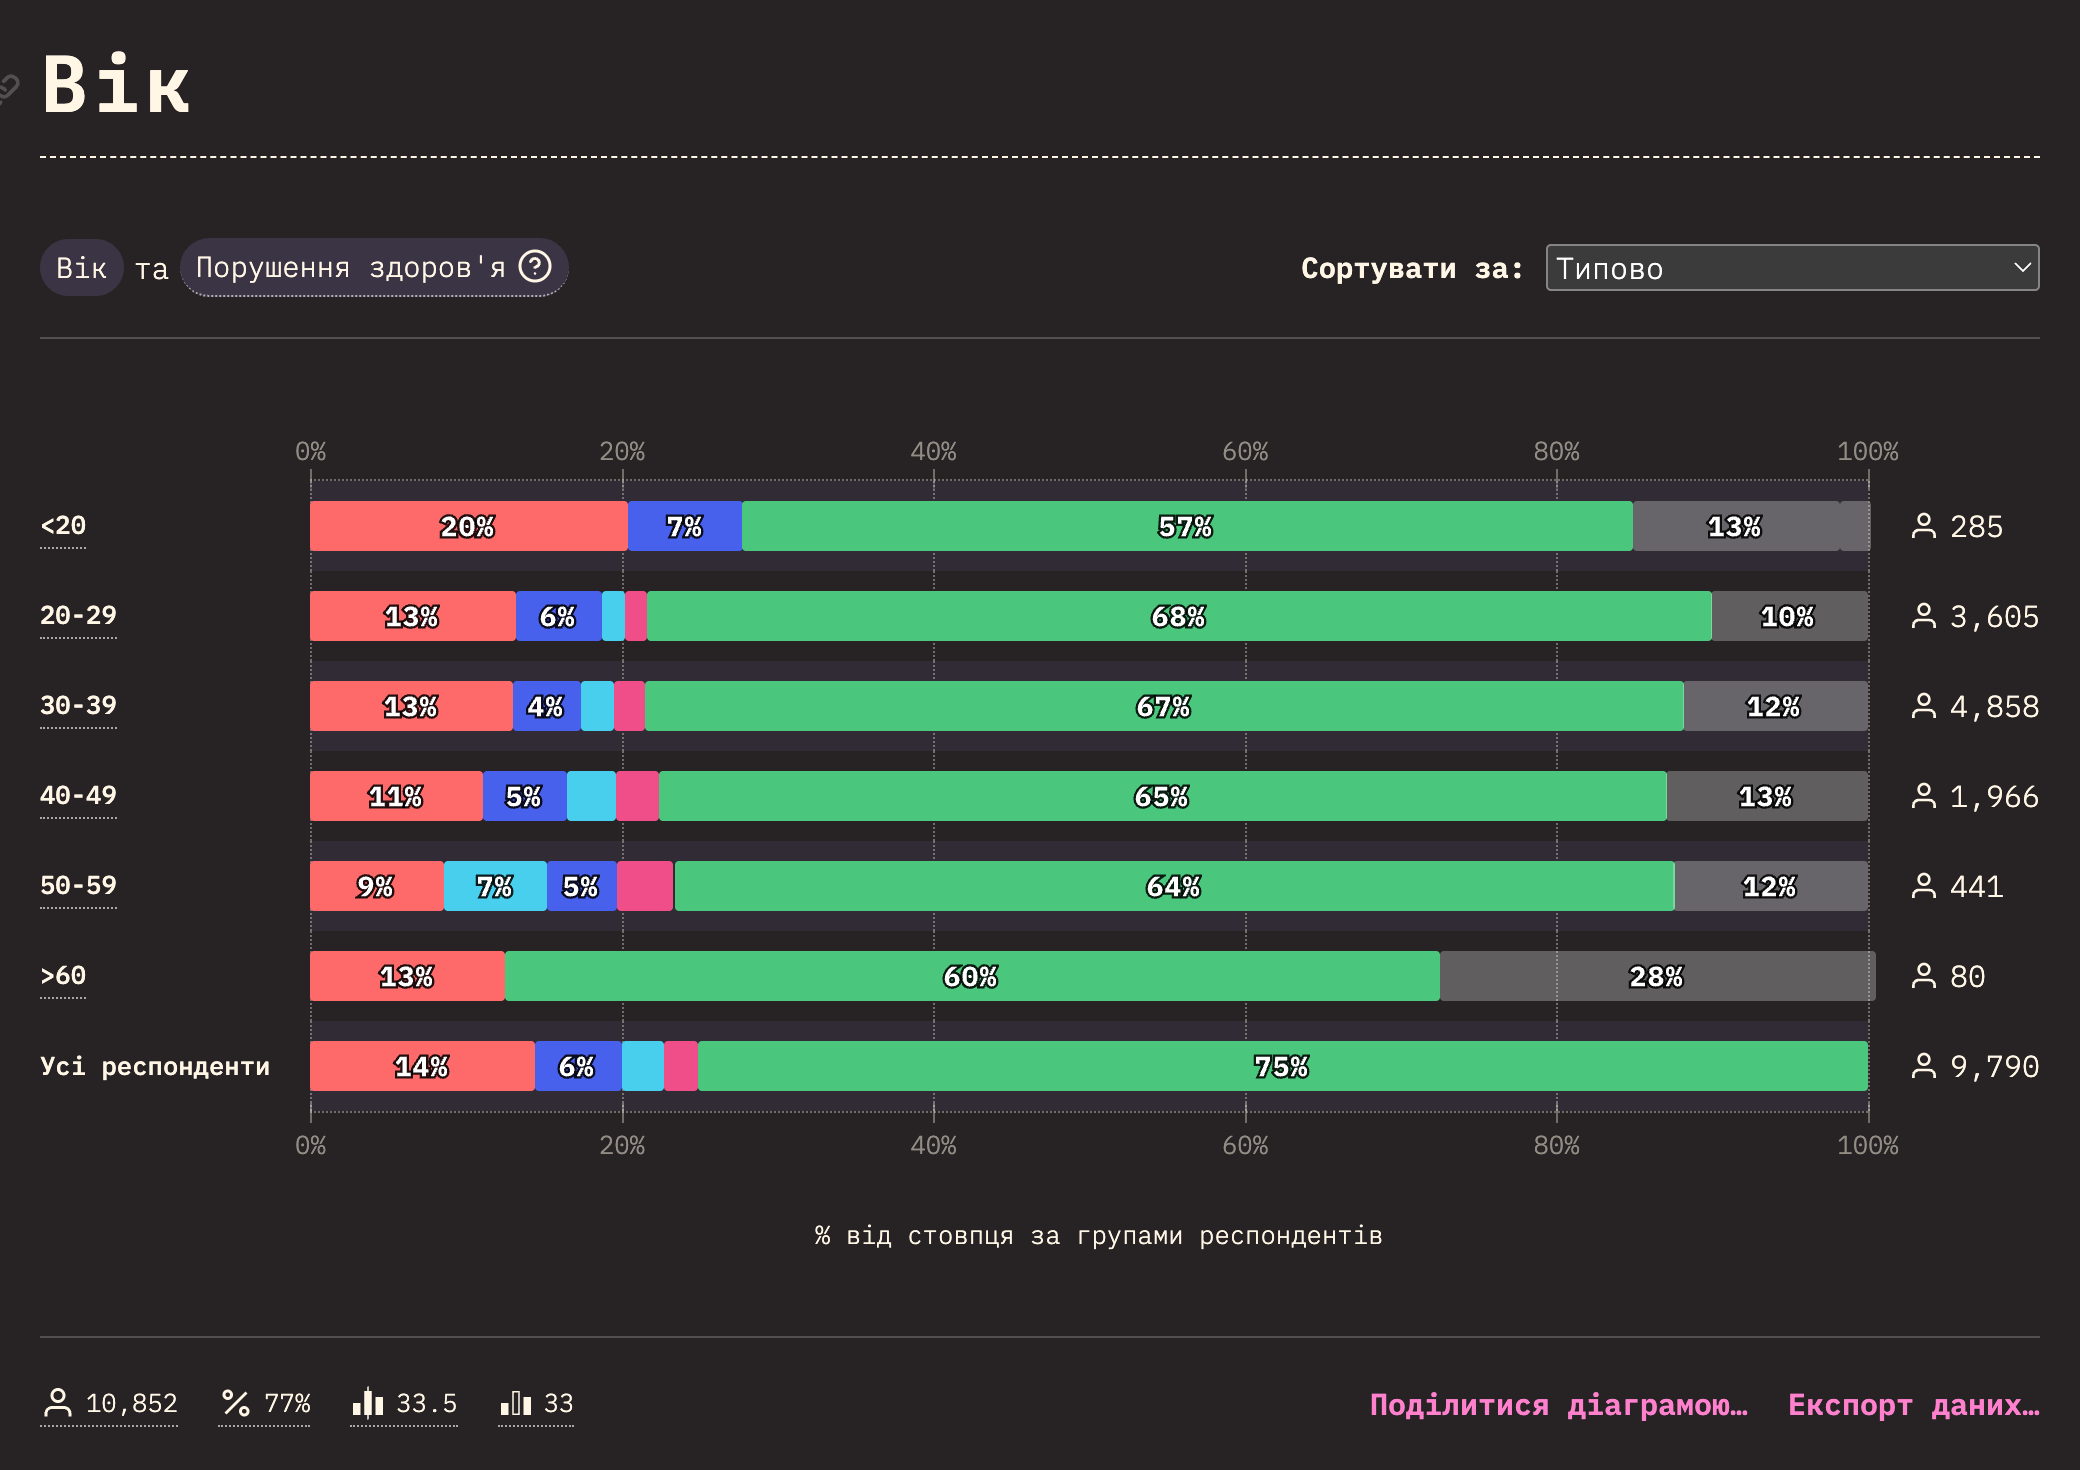 Вік
Вік та Порушення здоров'я ? Сортувати за: Типово
0% 20% 40% 60% 80% 100%
<20 20% 7% 57% 13% 285
20-29 13% 6% 68% 10% 3,605
30-39 13% 4% 67% 12% 4,858
40-49 11% 5% 65% 13% 1,966
50-59 9% 7% 5% 64% 12% 441
>60 13% 60% 28% 80
Усі респонденти 14% 6% 75% 9,790
0% 20% 40% 60% 80% 100%
% від стовпця за групами респондентів
10,852 % 77% 33.5 33 Поділитися діаграмою… Експорт даних…